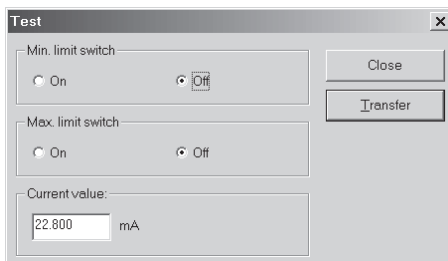 Test
Min. limit switch
On Off
Close
Transfer
Max. limit switch
On Off
Current value:
22.800 mA